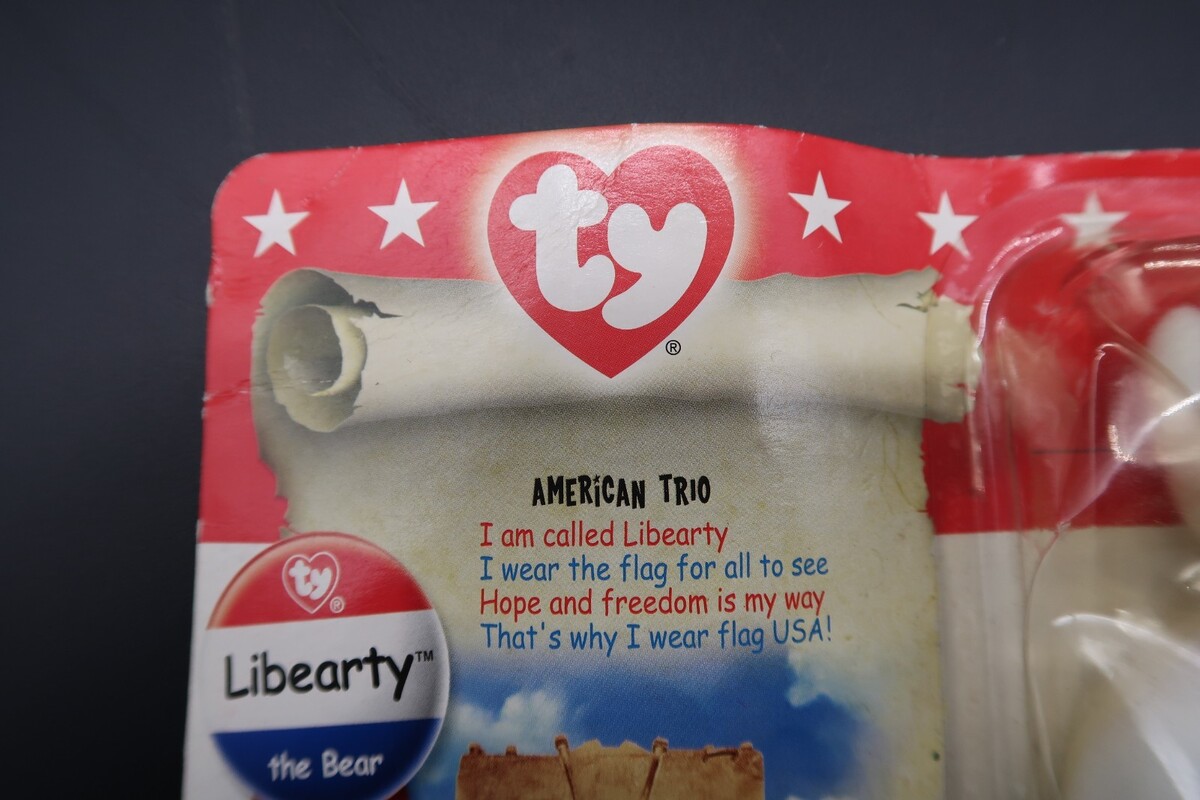 ty
®
AMERICAN TRIO
I am called Libearty
I wear the flag for all to see
Hope and freedom is my way
That's why I wear flag USA!
ty®
Libearty™
the Bear